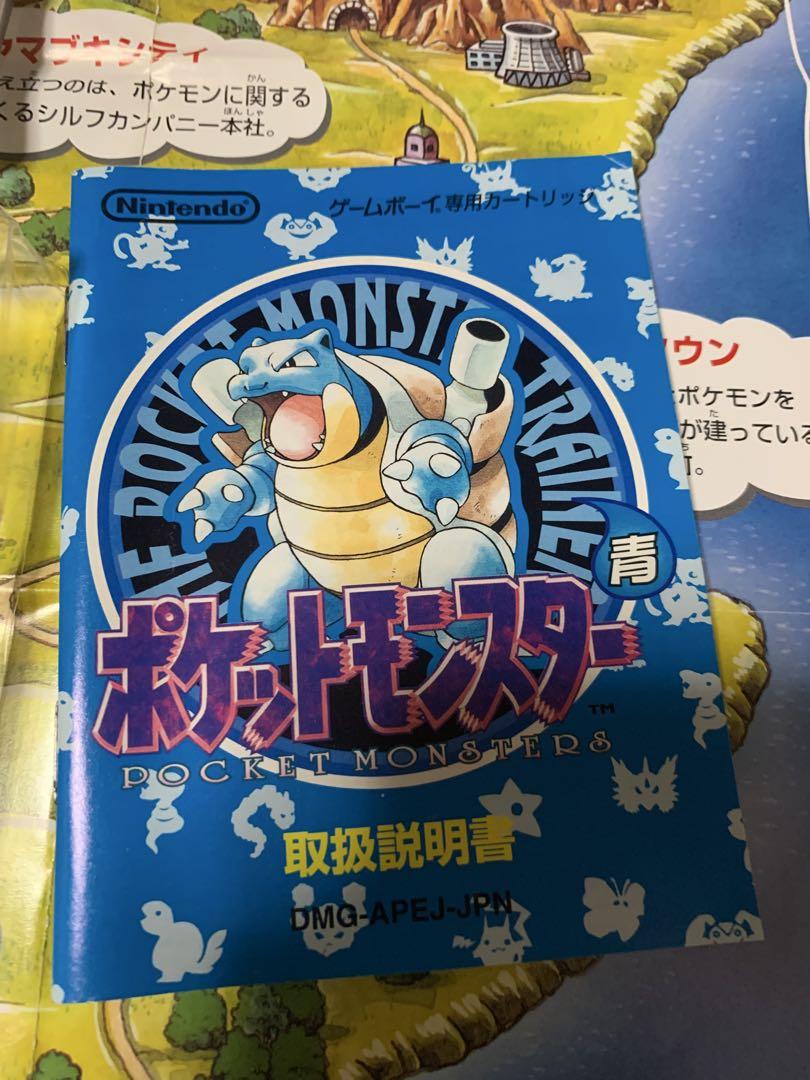 マブキシティ
え立つのは、ポケモンに関する
くるシルフカンパニー本社。
Nintendo®
ゲームボーイ®専用カートリッジ
POCKET MONSTER TRAINER
青
ポケットモンスター™
POCKET MONSTERS
取扱説明書
DMG-APEJ-JPN
ウン
ポケモンを
が建っている
町。